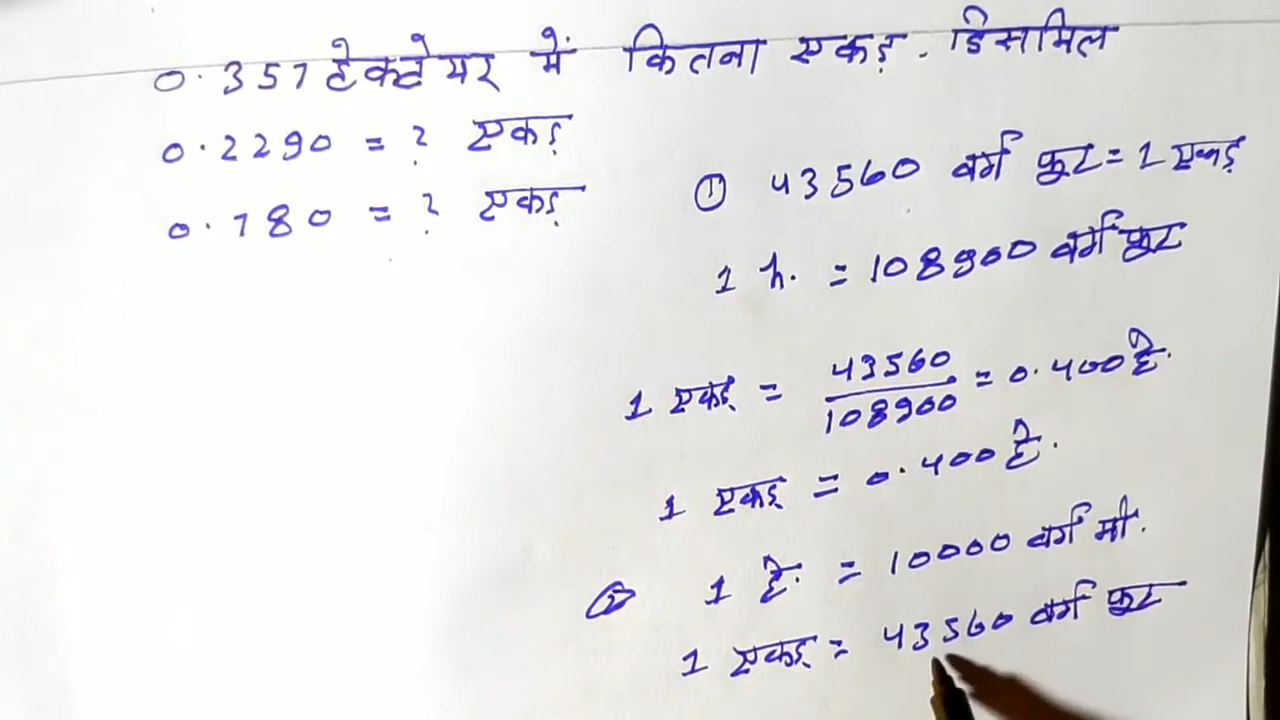 0.357 हेक्टेयर में कितना एकड़. डिसमिल
0.2290 = ? एकड़
0.780 = ? एकड़
① 43560 वर्ग फुट = 1 एकड़
1 h. = 108900 वर्ग फुट
1 एकड़ = 43560/108900 = 0.400 हे.
1 एकड़ = 0.400 हे.
② 1 हे. = 10000 वर्ग मी.
1 एकड़ = 43560 वर्ग फुट